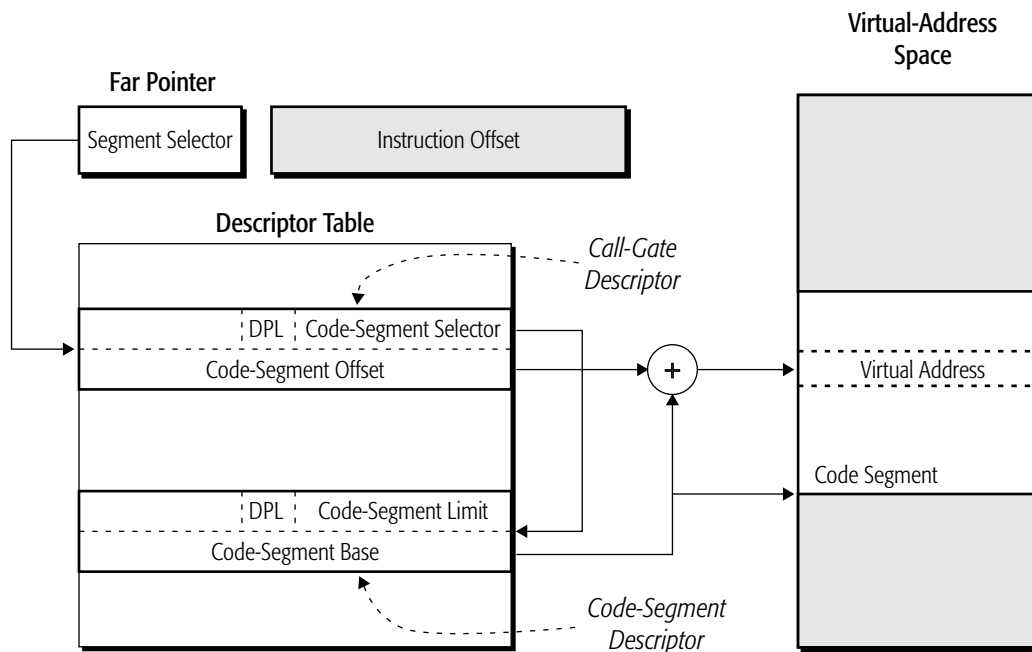 Virtual-Address
Space
Far Pointer
Segment Selector
Instruction Offset
Descriptor Table
Call-Gate
Descriptor
DPL
Code-Segment Selector
Code-Segment Offset
+
Virtual Address
Code Segment
DPL
Code-Segment Limit
Code-Segment Base
Code-Segment
Descriptor